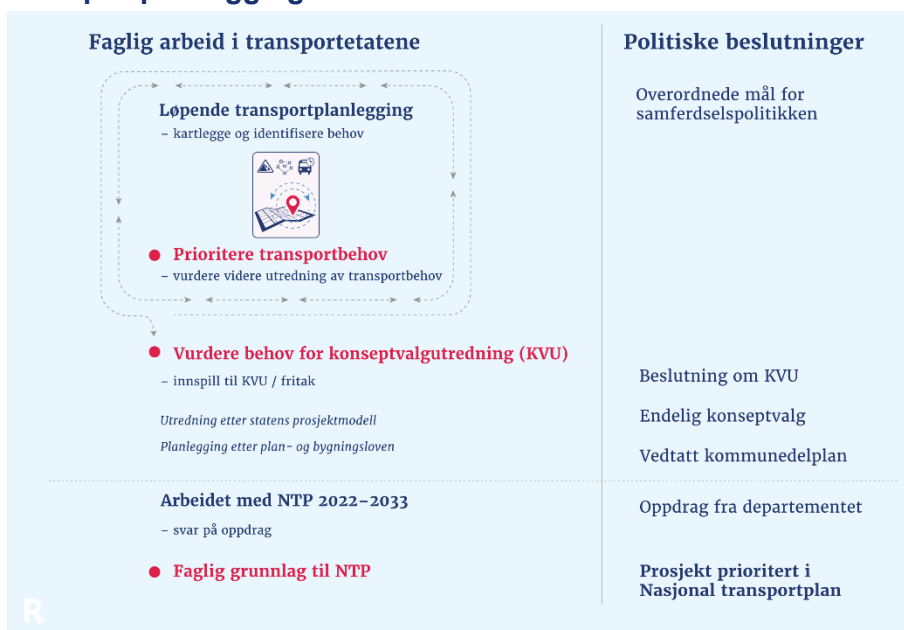 Faglig arbeid i transportetatene
Politiske beslutninger
Løpende transportplanlegging
– kartlegge og identifisere behov
Overordnede mål for
samferdselspolitikken
Prioritere transportbehov
– vurdere videre utredning av transportbehov
Vurdere behov for konseptvalgutredning (KVU)
– innspill til KVU / fritak
Beslutning om KVU
Utredning etter statens prosjektmodell
Endelig konseptvalg
Planlegging etter plan- og bygningsloven
Vedtatt kommunedelplan
Arbeidet med NTP 2022–2033
– svar på oppdrag
Oppdrag fra departementet
Faglig grunnlag til NTP
Prosjekt prioritert i
Nasjonal transportplan
R